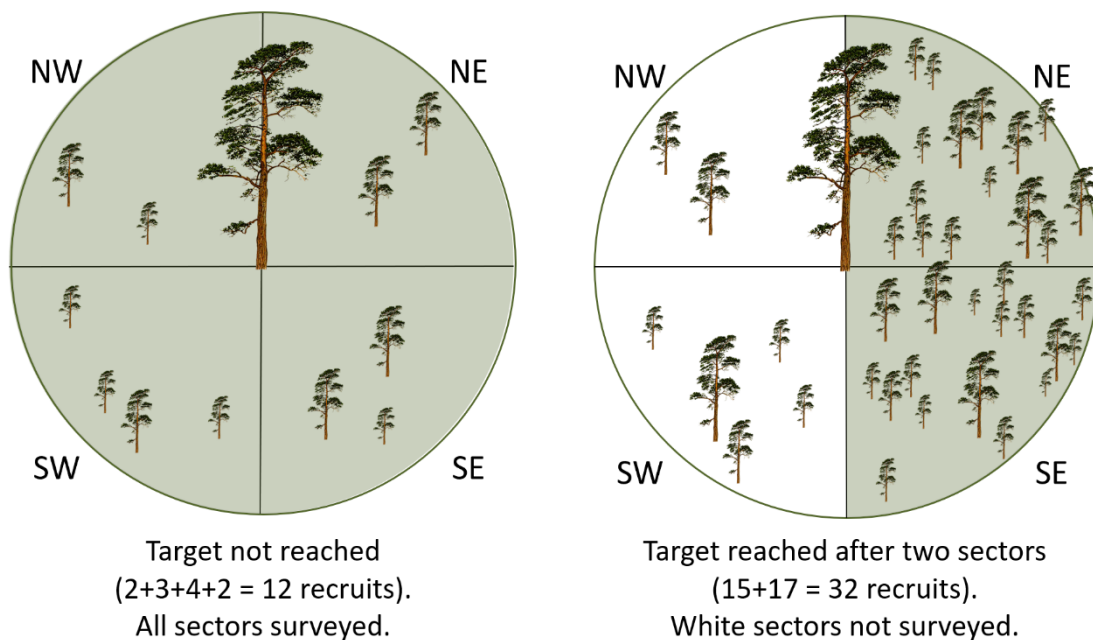 NW
NE
SW
SE
Target not reached
(2+3+4+2 = 12 recruits).
All sectors surveyed.
NW
NE
SW
SE
Target reached after two sectors
(15+17 = 32 recruits).
White sectors not surveyed.